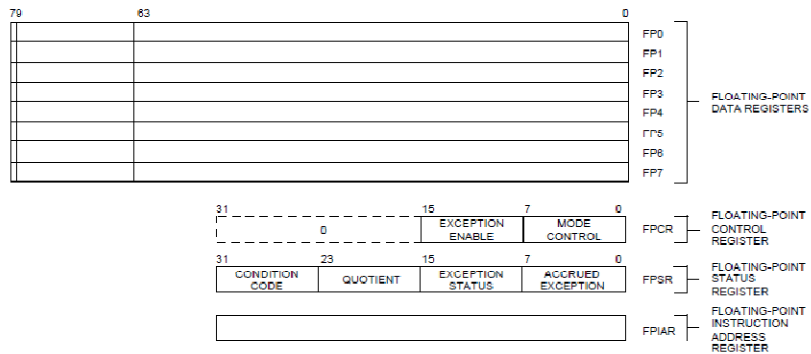 79 63 0
FP0
FP1
FP2
FP3
FP4
FP5
FP6
FP7
FLOATING-POINT
DATA REGISTERS
31 15 7 0
0
EXCEPTION
ENABLE
MODE
CONTROL
FPCR
FLOATING-POINT
CONTROL
REGISTER
31 23 15 7 0
CONDITION
CODE
QUOTIENT
EXCEPTION
STATUS
ACCRUED
EXCEPTION
FPSR
FLOATING-POINT
STATUS
REGISTER
FPIAR
FLOATING-POINT
INSTRUCTION
ADDRESS
REGISTER